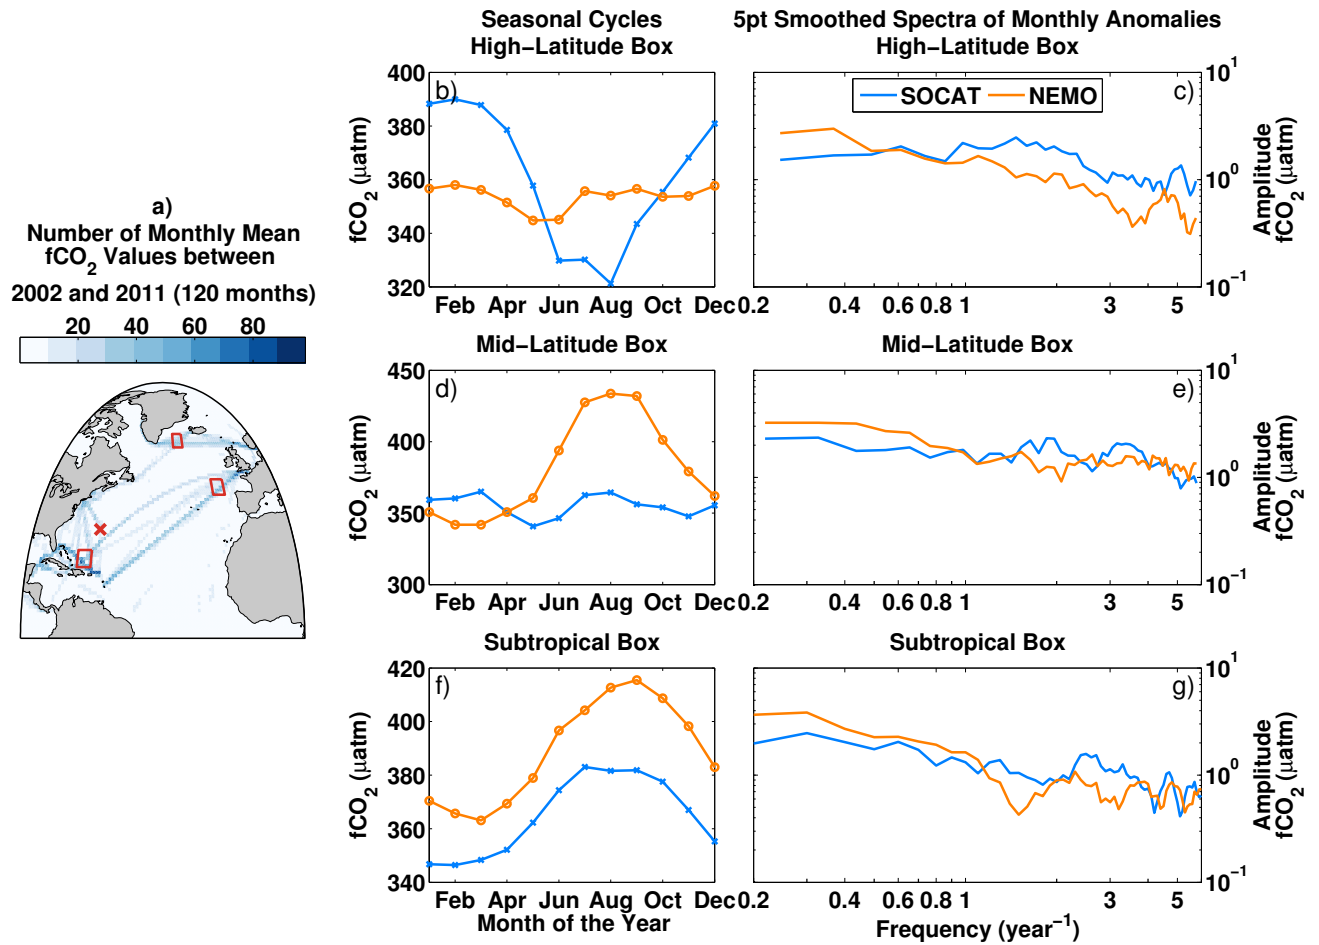 a)
Number of Monthly Mean
fCO2 Values between
2002 and 2011 (120 months)
20 40 60 80
Seasonal Cycles
High−Latitude Box
b)
400
380
360
340
320
fCO2 (µatm)
Feb Apr Jun Aug Oct Dec
5pt Smoothed Spectra of Monthly Anomalies
High−Latitude Box
SOCAT NEMO
c)
10^1
10^0
10^−1
Amplitude
fCO2 (µatm)
0.2 0.4 0.6 0.8 1 3 5
Mid−Latitude Box
d)
450
400
350
300
fCO2 (µatm)
Feb Apr Jun Aug Oct Dec
Mid−Latitude Box
e)
10^1
10^0
10^−1
Amplitude
fCO2 (µatm)
0.2 0.4 0.6 0.8 1 3 5
Subtropical Box
f)
420
400
380
360
340
fCO2 (µatm)
Feb Apr Jun Aug Oct Dec
Month of the Year
Subtropical Box
g)
10^1
10^0
10^−1
Amplitude
fCO2 (µatm)
0.2 0.4 0.6 0.8 1 3 5
Frequency (year^−1)